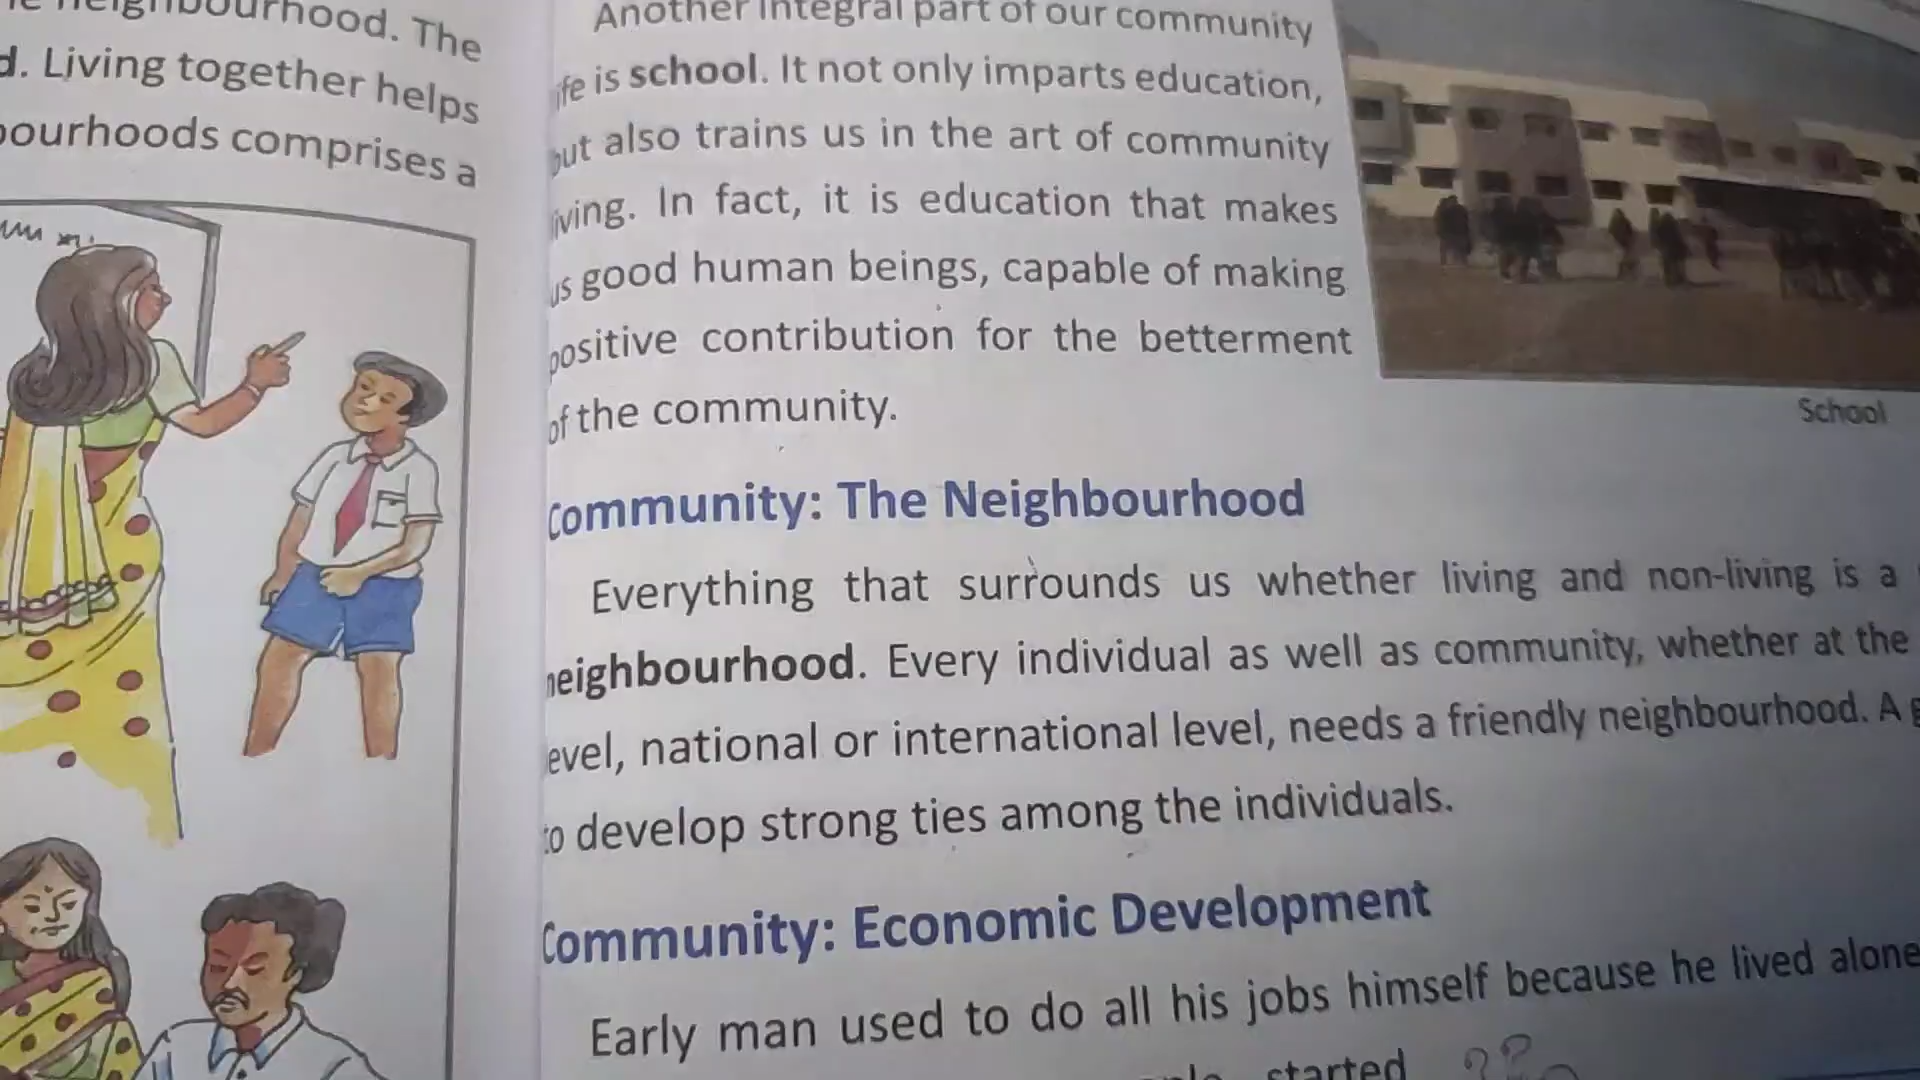 neighbourhood. The
d. Living together helps
bourhoods comprises a
Another integral part of our community
ife is school. It not only imparts education,
but also trains us in the art of community
iving. In fact, it is education that makes
us good human beings, capable of making
positive contribution for the betterment
of the community.
School
Community: The Neighbourhood
Everything that surrounds us whether living and non-living is a
neighbourhood. Every individual as well as community, whether at the
evel, national or international level, needs a friendly neighbourhood. A
to develop strong ties among the individuals.
Community: Economic Development
Early man used to do all his jobs himself because he lived alone
started